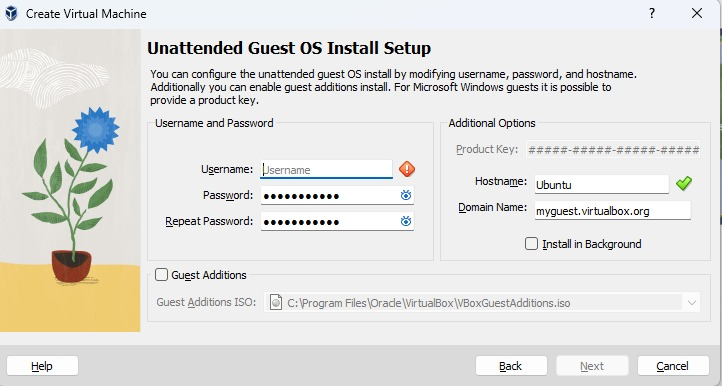 Create Virtual Machine
?
Unattended Guest OS Install Setup
You can configure the unattended guest OS install by modifying username, password, and hostname.
Additionally you can enable guest additions install. For Microsoft Windows guests it is possible to
provide a product key.
Username and Password
Username: Username
Password: ●●●●●●●●●●●
Repeat Password: ●●●●●●●●●●●
Additional Options
Product Key: #####-#####-#####-#####-#####
Hostname: Ubuntu
Domain Name: myguest.virtualbox.org
Install in Background
Guest Additions
Guest Additions ISO: C:\Program Files\Oracle\VirtualBox\VBoxGuestAdditions.iso
Help
Back
Next
Cancel